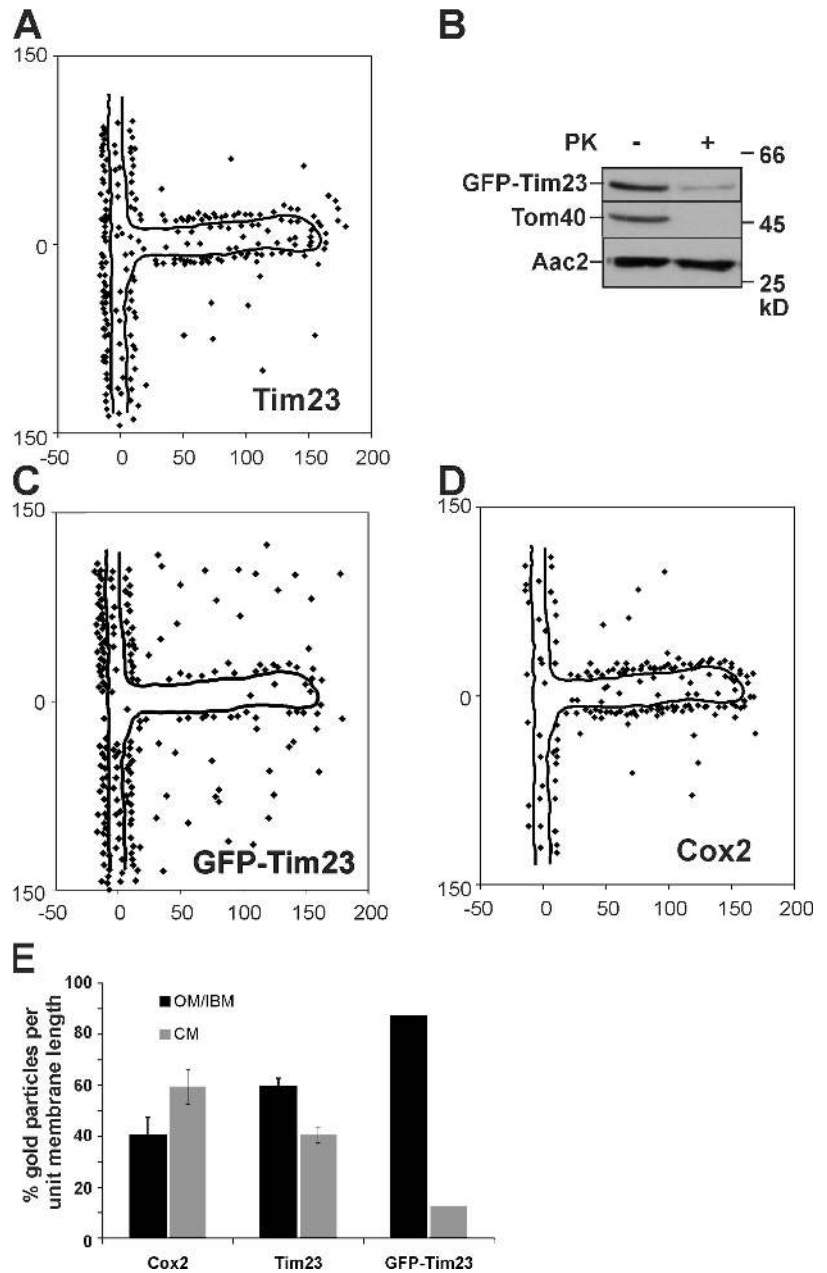 A
150
0
150
-50 0 50 100 150 200
Tim23
B
PK - +
66
GFP-Tim23
Tom40
45
Aac2
25
kD
C
150
0
150
-50 0 50 100 150 200
GFP-Tim23
D
150
0
150
-50 0 50 100 150 200
Cox2
E
% gold particles per
unit membrane length
100
80
60
40
20
0
OM/IBM
CM
Cox2 Tim23 GFP-Tim23